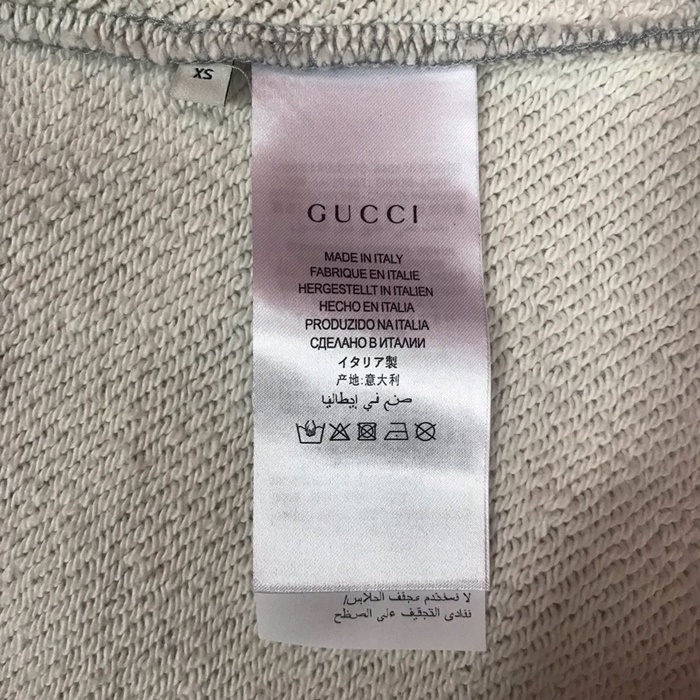 XS
GUCCI
MADE IN ITALY
FABRIQUE EN ITALIE
HERGESTELLT IN ITALIEN
HECHO EN ITALIA
PRODUZIDO NA ITALIA
СДЕЛАНО В ИТАЛИИ
イタリア製
产地:意大利
صنع في إيطاليا
لا تستخدم مجفف الملابس/
تفادى التجفيف على السطح